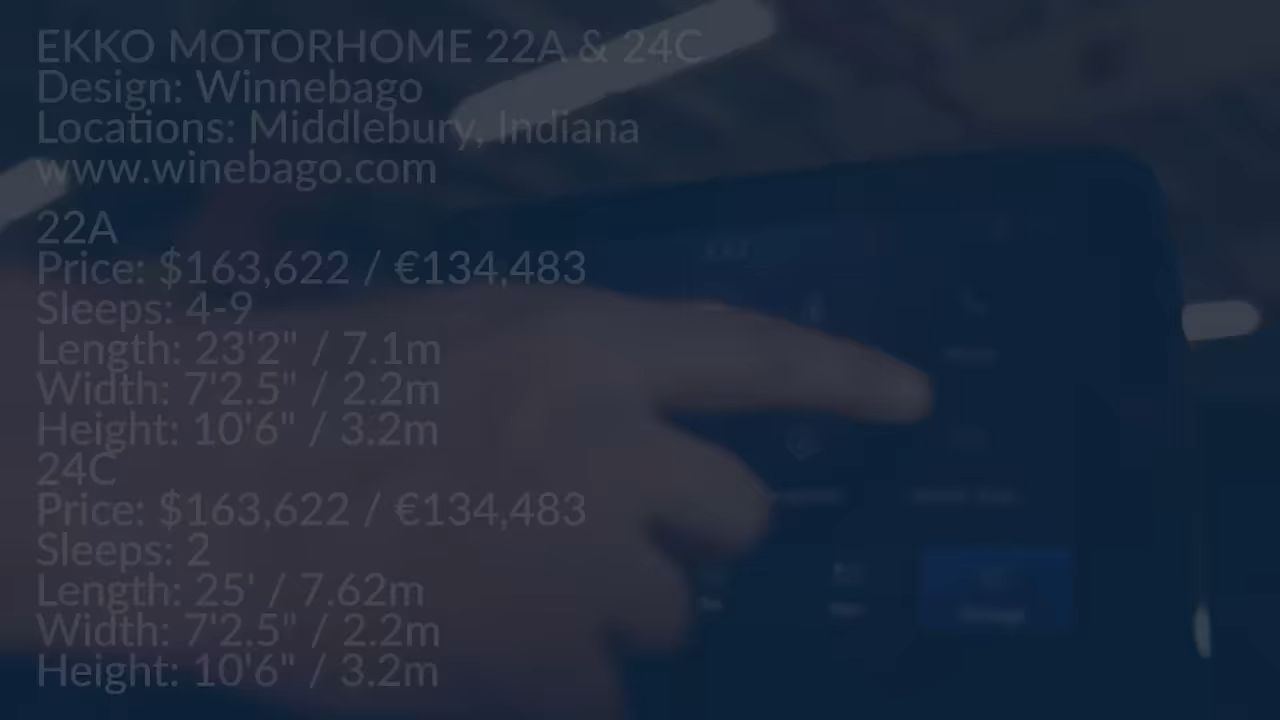 EKKO MOTORHOME 22A & 24C
Design: Winnebago
Locations: Middlebury, Indiana
www.winebago.com
22A
Price: $163,622 / €134,483
Sleeps: 4-9
Length: 23'2" / 7.1m
Width: 7'2.5" / 2.2m
Height: 10'6" / 3.2m
24C
Price: $163,622 / €134,483
Sleeps: 2
Length: 25' / 7.62m
Width: 7'2.5" / 2.2m
Height: 10'6" / 3.2m